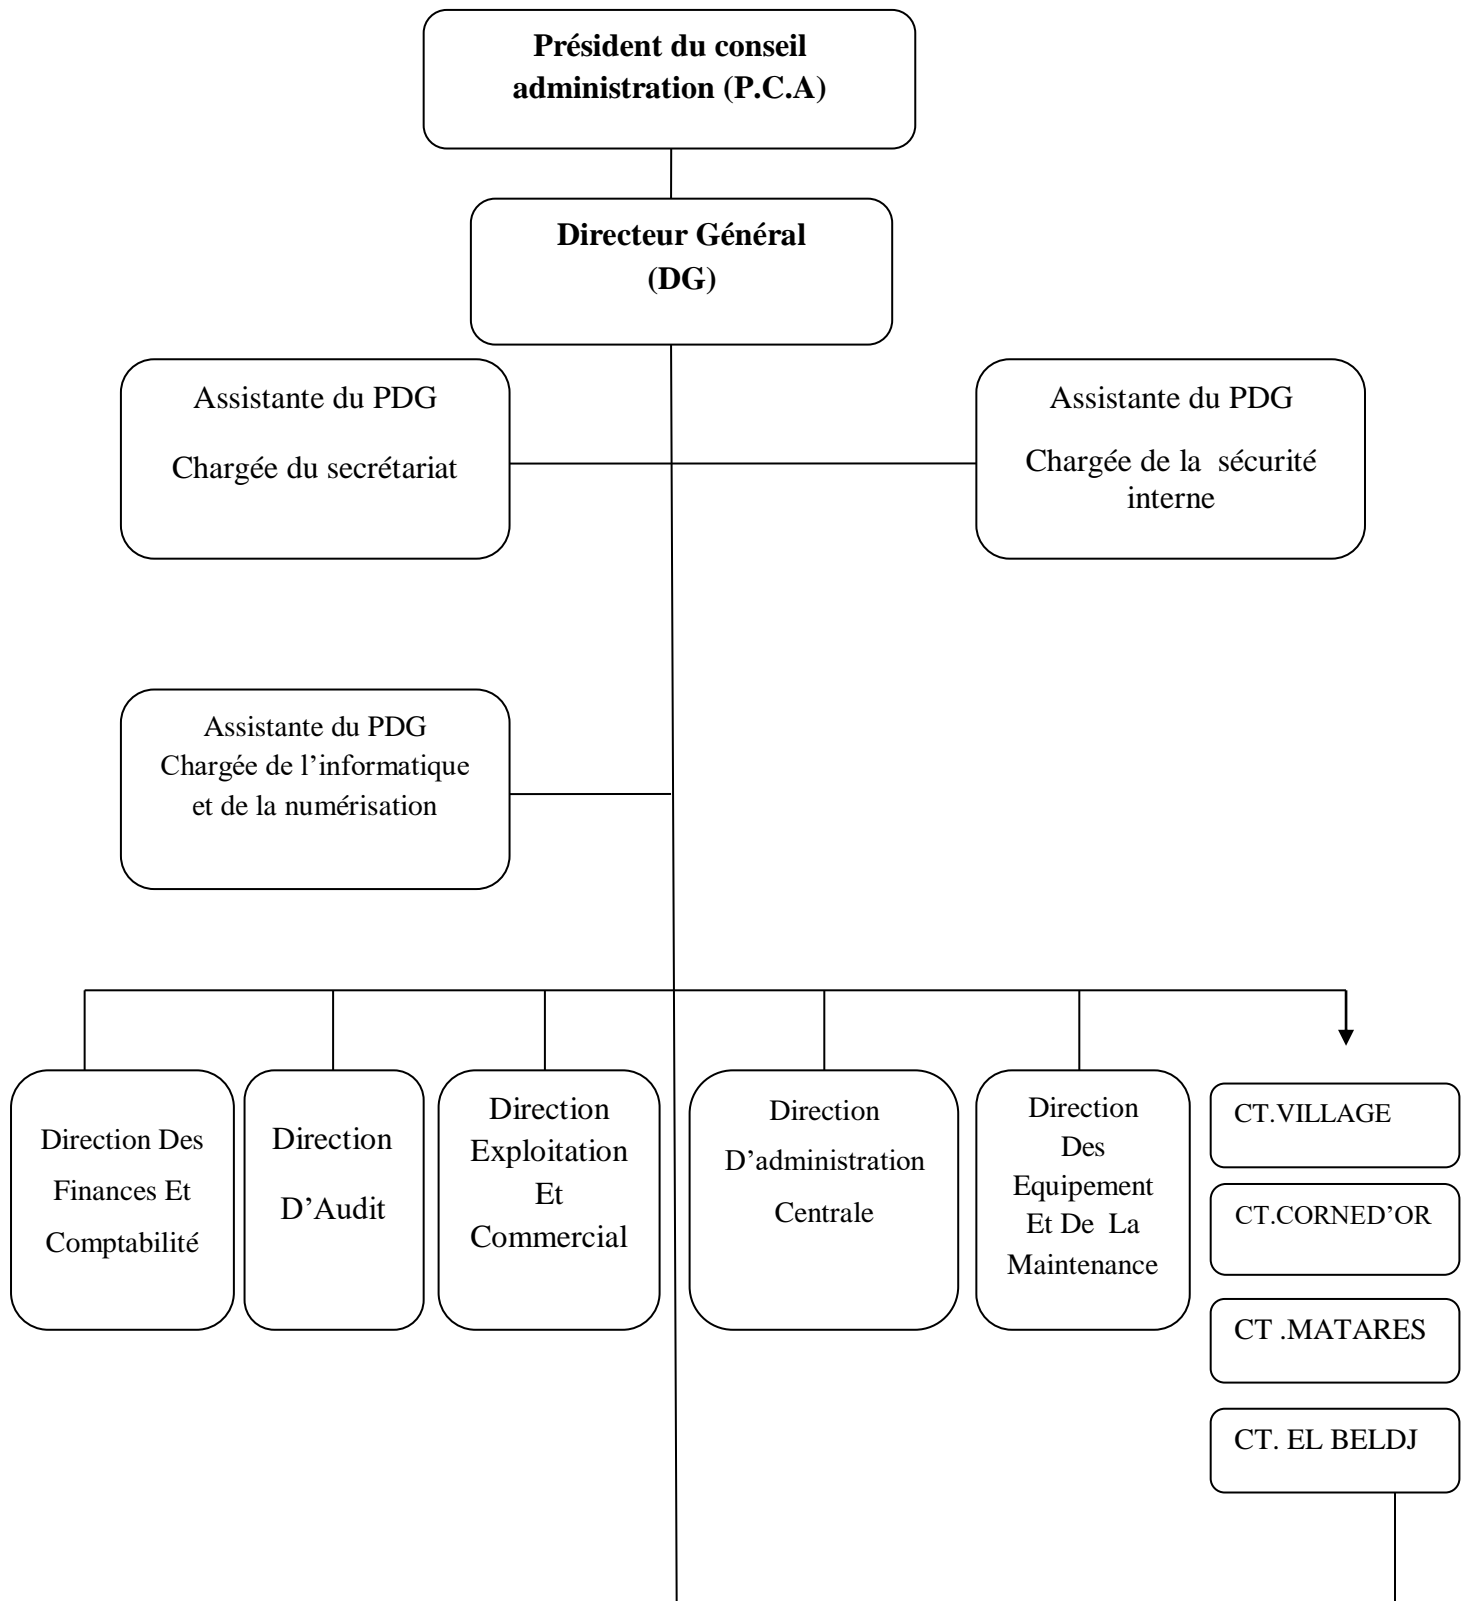 Président du conseil
administration (P.C.A)
Directeur Général
(DG)
Assistante du PDG
Chargée du secrétariat
Assistante du PDG
Chargée de la  sécurité
interne
Assistante du PDG
Chargée de l’informatique
et de la numérisation
Direction Des
Finances Et
Comptabilité
Direction
D’Audit
Direction
Exploitation
Et
Commercial
Direction
D’administration
Centrale
Direction
Des
Equipement
Et De  La
Maintenance
CT.VILLAGE
CT.CORNED’OR
CT .MATARES
CT. EL BELDJ